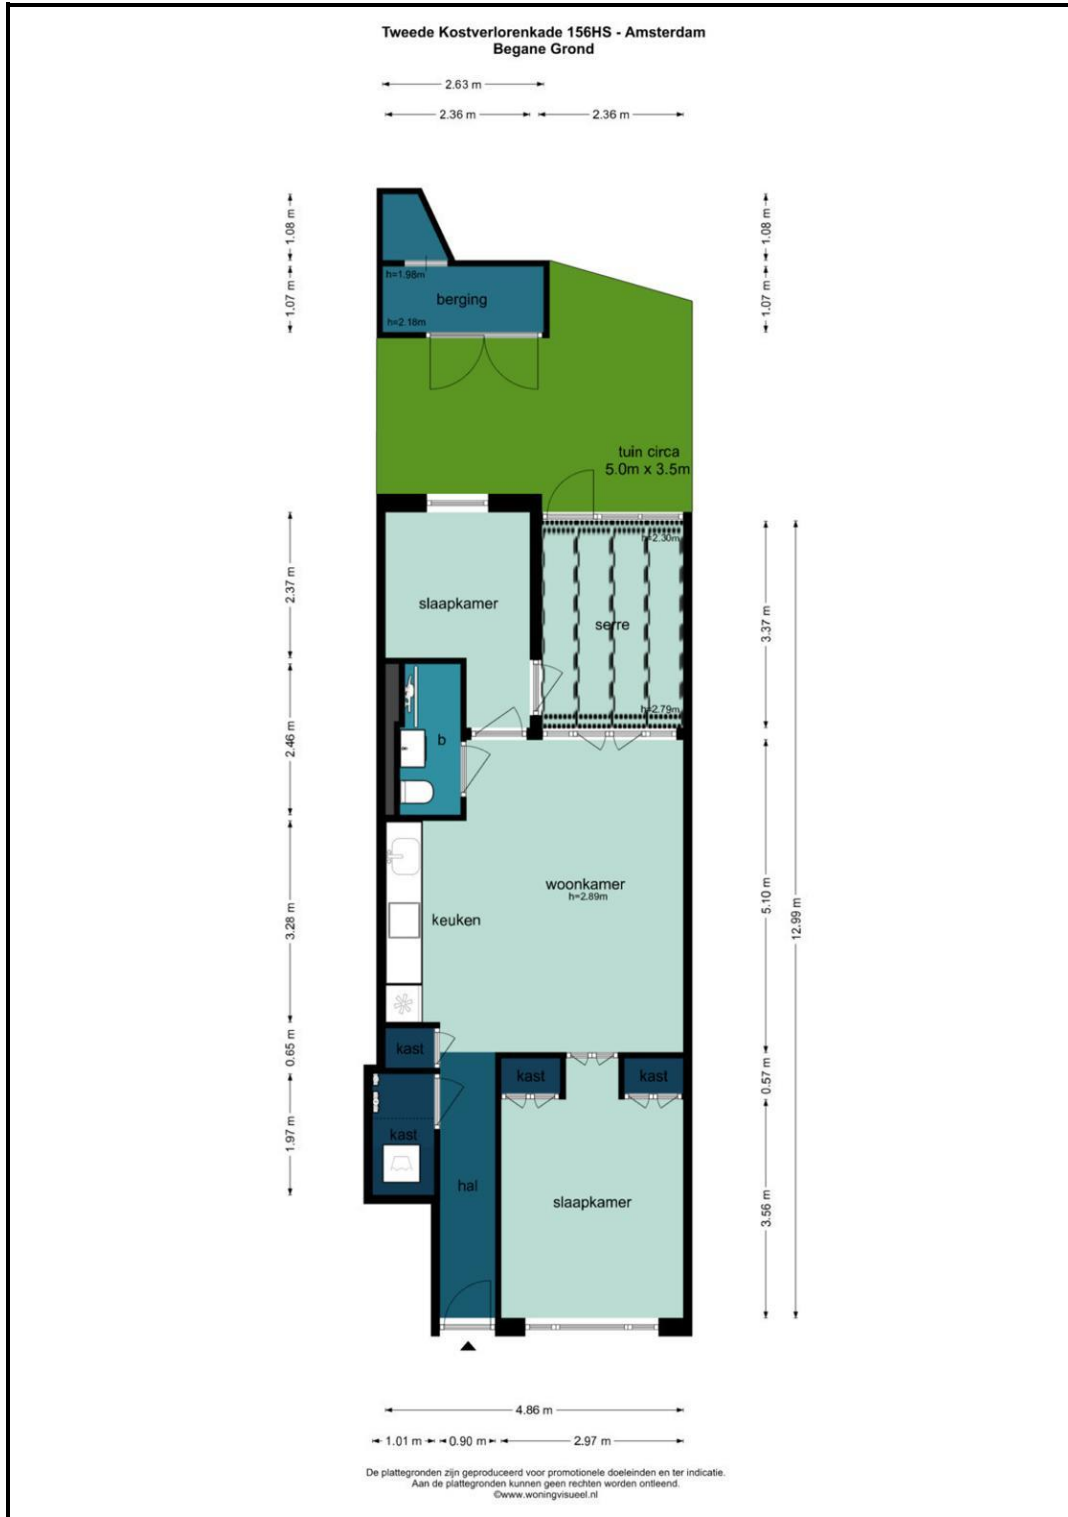 Tweede Kostverlorenkade 156HS - Amsterdam
Begane Grond
2.63 m
2.36 m
2.36 m
1.08 m
1.08 m
1.07 m
1.07 m
h=1.98m
berging
h=2.18m
tuin circa
5.0m x 3.5m
h=2.30m
2.37 m
slaapkamer
serre
3.37 m
h=2.79m
2.46 m
b
woonkamer
h=2.89m
keuken
3.28 m
5.10 m
12.99 m
0.65 m
kast
kast
kast
0.57 m
1.97 m
kast
hal
slaapkamer
3.56 m
4.86 m
1.01 m
0.90 m
2.97 m
De plattegronden zijn geproduceerd voor promotionele doeleinden en ter indicatie.
Aan de plattegronden kunnen geen rechten worden ontleend.
©www.woningvisueel.nl